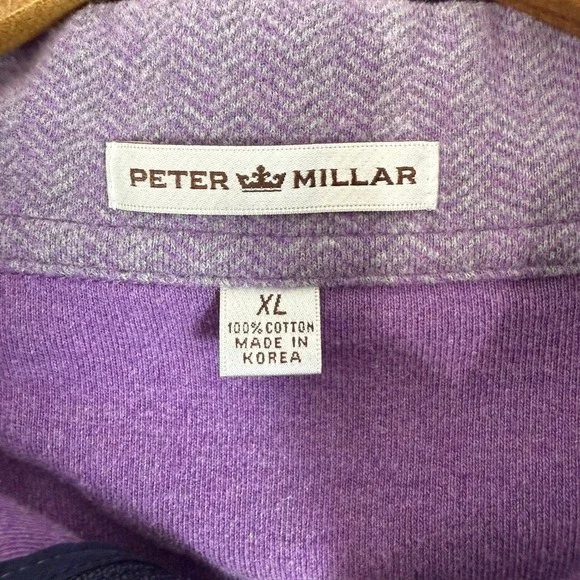 PETER MILLAR
XL
100% COTTON
MADE IN
KOREA